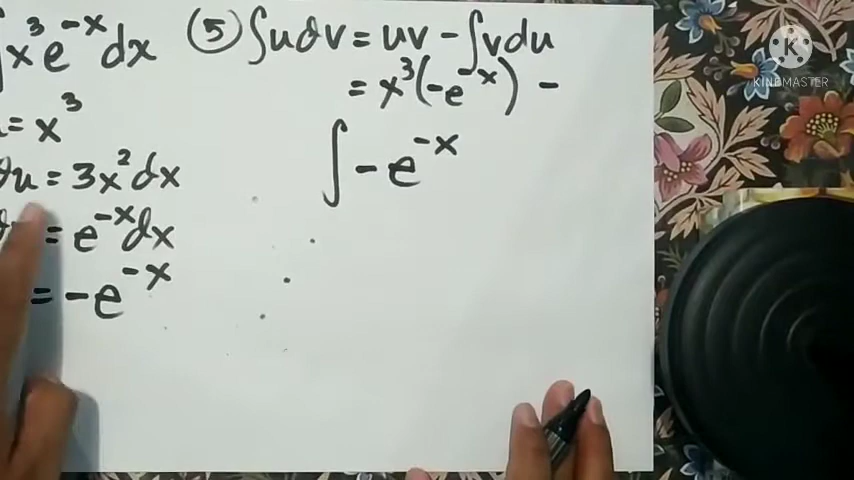 ∫x³e⁻ˣdx (5) ∫udv = uv - ∫vdu
= x³(-e⁻ˣ) -
= x³
∫-e⁻ˣ
du = 3x²dx
= e⁻ˣdx
= -e⁻ˣ
KINEMASTER